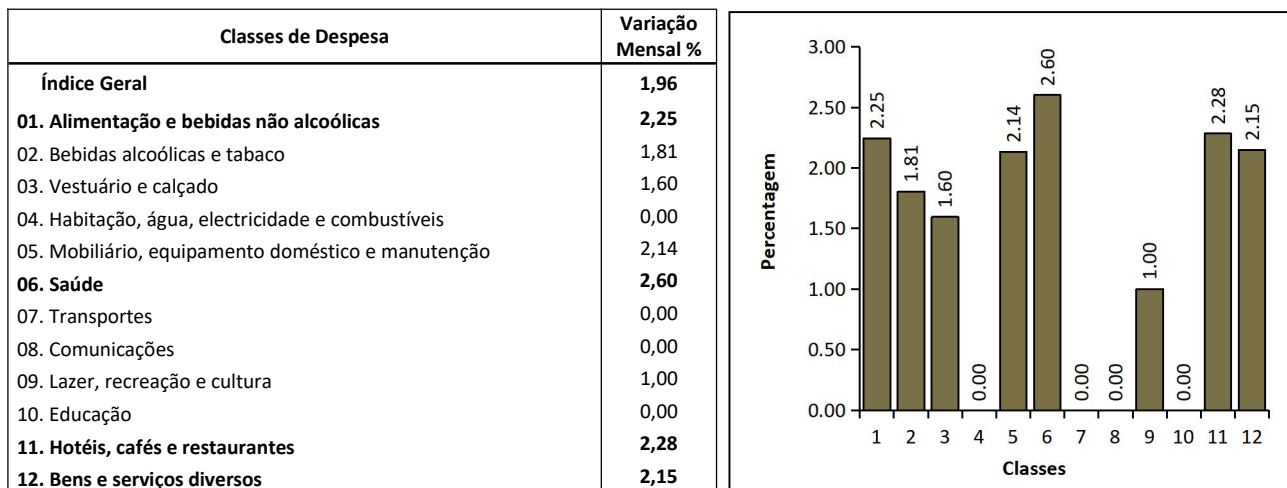 Classes de Despesa
Variação
Mensal %
Índice Geral 1,96
01. Alimentação e bebidas não alcoólicas 2,25
02. Bebidas alcoólicas e tabaco 1,81
03. Vestuário e calçado 1,60
04. Habitação, água, electricidade e combustíveis 0,00
05. Mobiliário, equipamento doméstico e manutenção 2,14
06. Saúde 2,60
07. Transportes 0,00
08. Comunicações 0,00
09. Lazer, recreação e cultura 1,00
10. Educação 0,00
11. Hotéis, cafés e restaurantes 2,28
12. Bens e serviços diversos 2,15
Percentagem
3.00
2.50
2.00
1.50
1.00
0.50
0.00
2.25
1.81
1.60
0.00
2.14
2.60
0.00
0.00
1.00
0.00
2.28
2.15
1 2 3 4 5 6 7 8 9 10 11 12
Classes